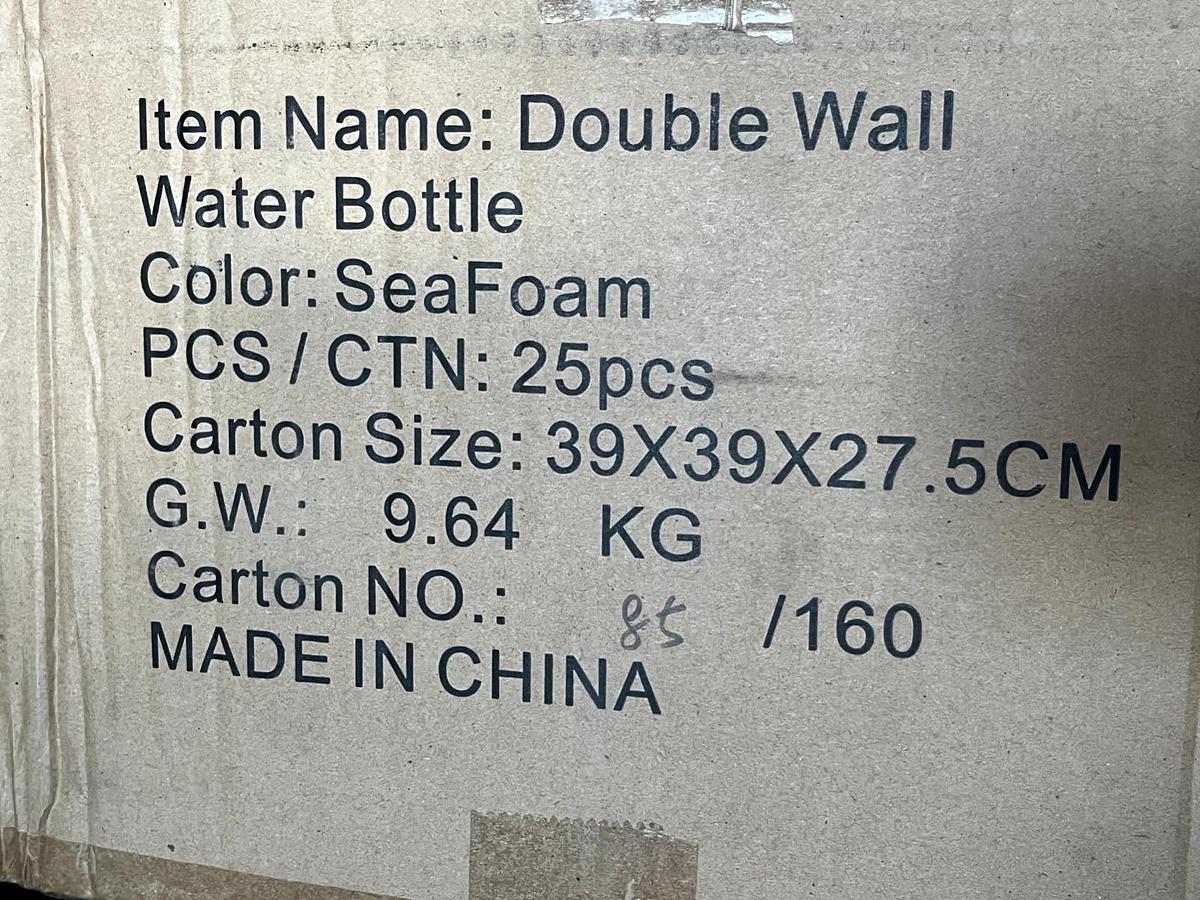 Item Name: Double Wall
Water Bottle
Color: SeaFoam
PCS / CTN: 25pcs
Carton Size: 39X39X27.5CM
G.W.: 9.64 KG
Carton NO.: 85 /160
MADE IN CHINA